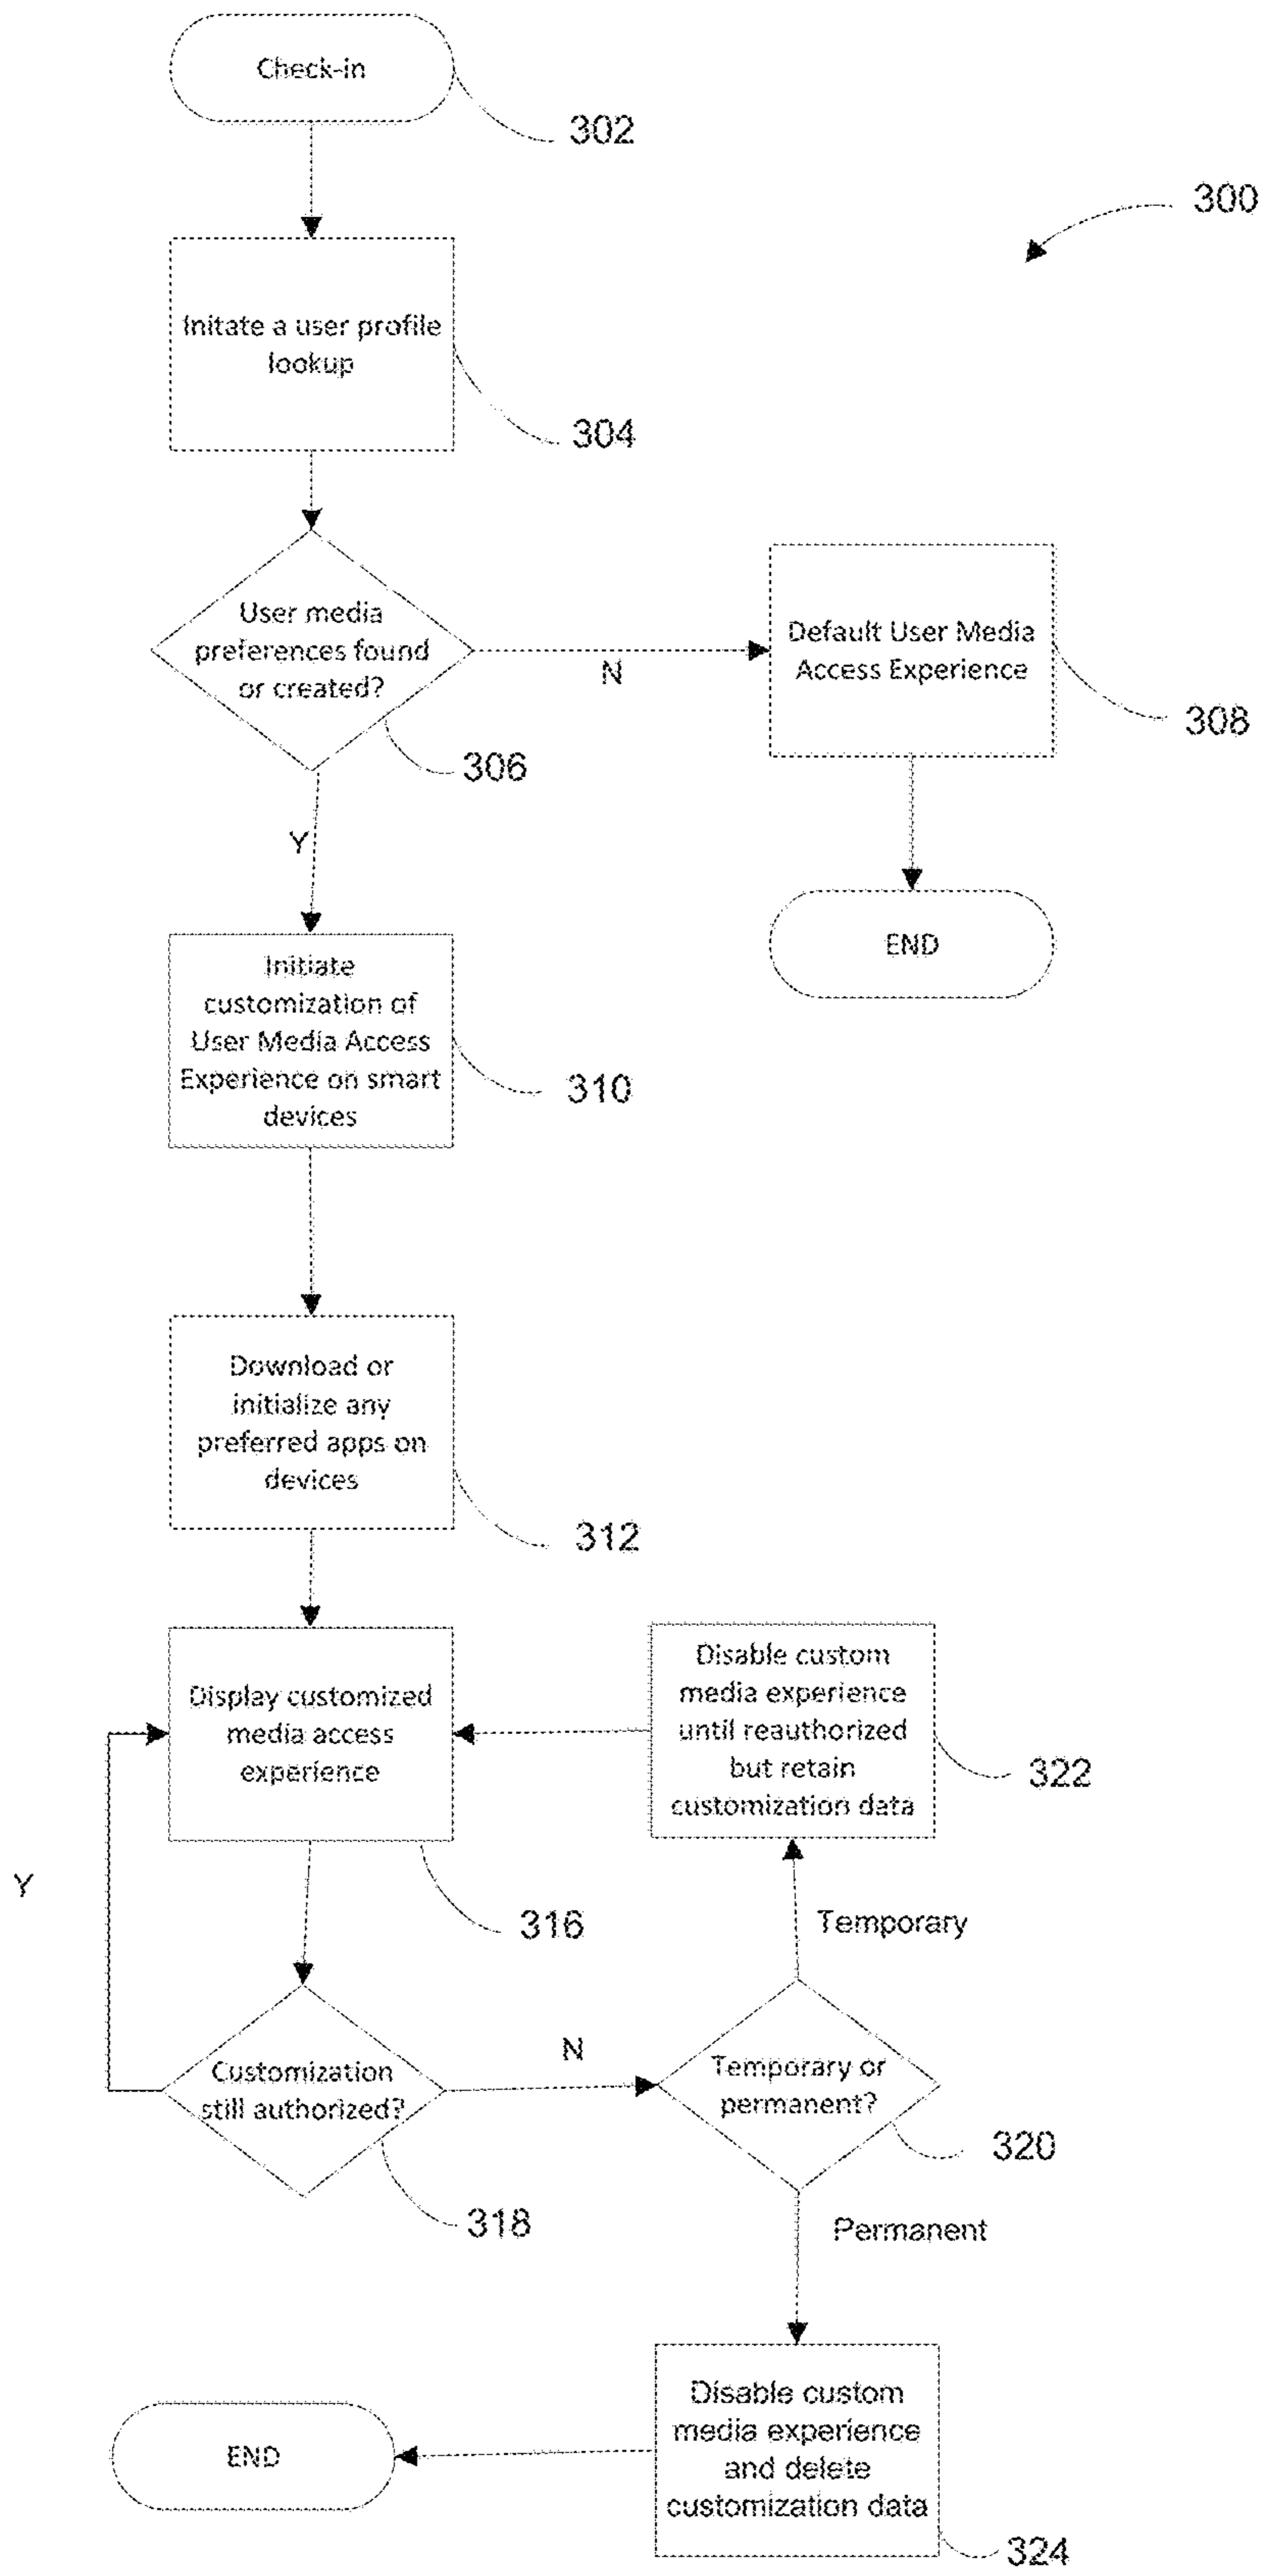 Check-in
302
300
Initate a user profile
lookup
304
User media
preferences found
or created?
306
N
Default User Media
Access Experience
308
Y
END
Initiate
customization of
User Media Access
Experience on smart
devices
310
Download or
initialize any
preferred apps on
devices
312
Display customized
media access
experience
316
Disable custom
media experience
until reauthorized
but retain
customization data
322
Y
Temporary
Customization
still authorized?
318
N
Temporary or
permanent?
320
Permanent
Disable custom
media experience
and delete
customization data
324
END